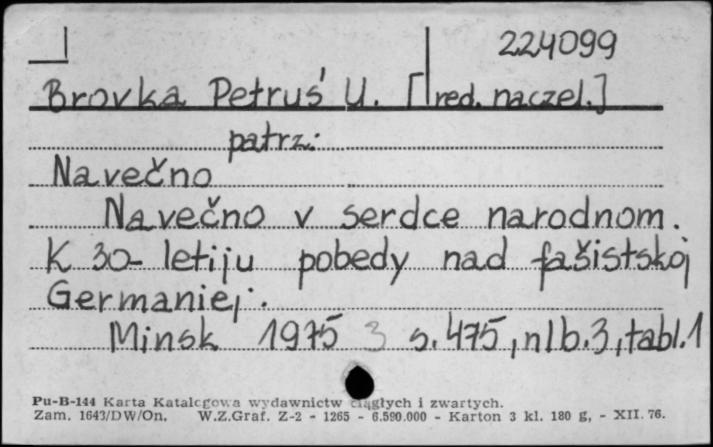 224099
Brovka Petruś U. [red. naczel.]
patrz:
Navečno
Navečno v serdce narodnom.
K 30-letiju pobedy nad fašistskoj
Germaniej.
Minsk 1975 3 s. 475, nlb. 3, tabl. 1
Pu-B-144 Karta Katalogowa wydawnictw ciągłych i zwartych.
Zam. 1643/DW/On. W.Z.Graf. Z-2 - 1265 - 6.590.000 - Karton 3 kl. 180 g, - XII. 76.